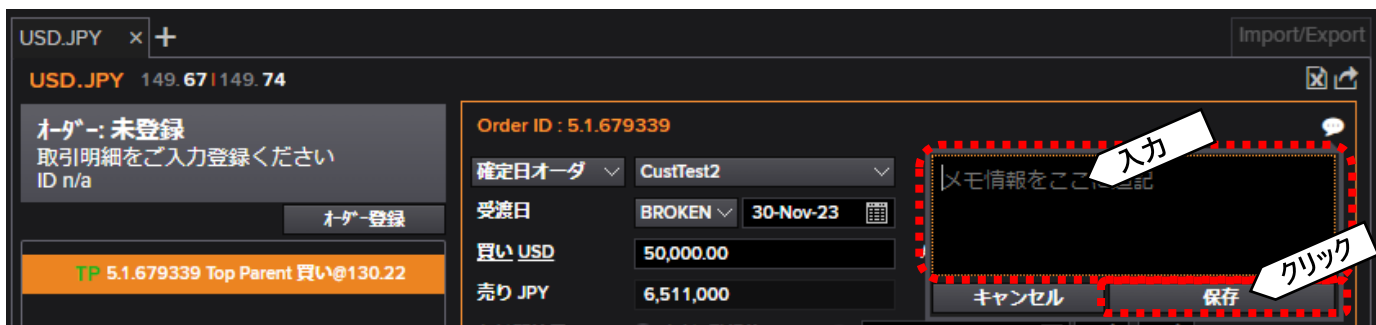 USD.JPY × +
Import/Export
USD.JPY 149.67 149.74
ｵｰﾀﾞｰ: 未登録
取引明細をご入力登録ください
ID n/a
ｵｰﾀﾞｰ登録
TP 5.1.679339 Top Parent 買い@130.22
Order ID : 5.1.679339
確定日オーダ CustTest2
受渡日 BROKEN 30-Nov-23
買い USD 50,000.00
売り JPY 6,511,000
入力
メモ情報をここに追記
クリック
キャンセル 保存